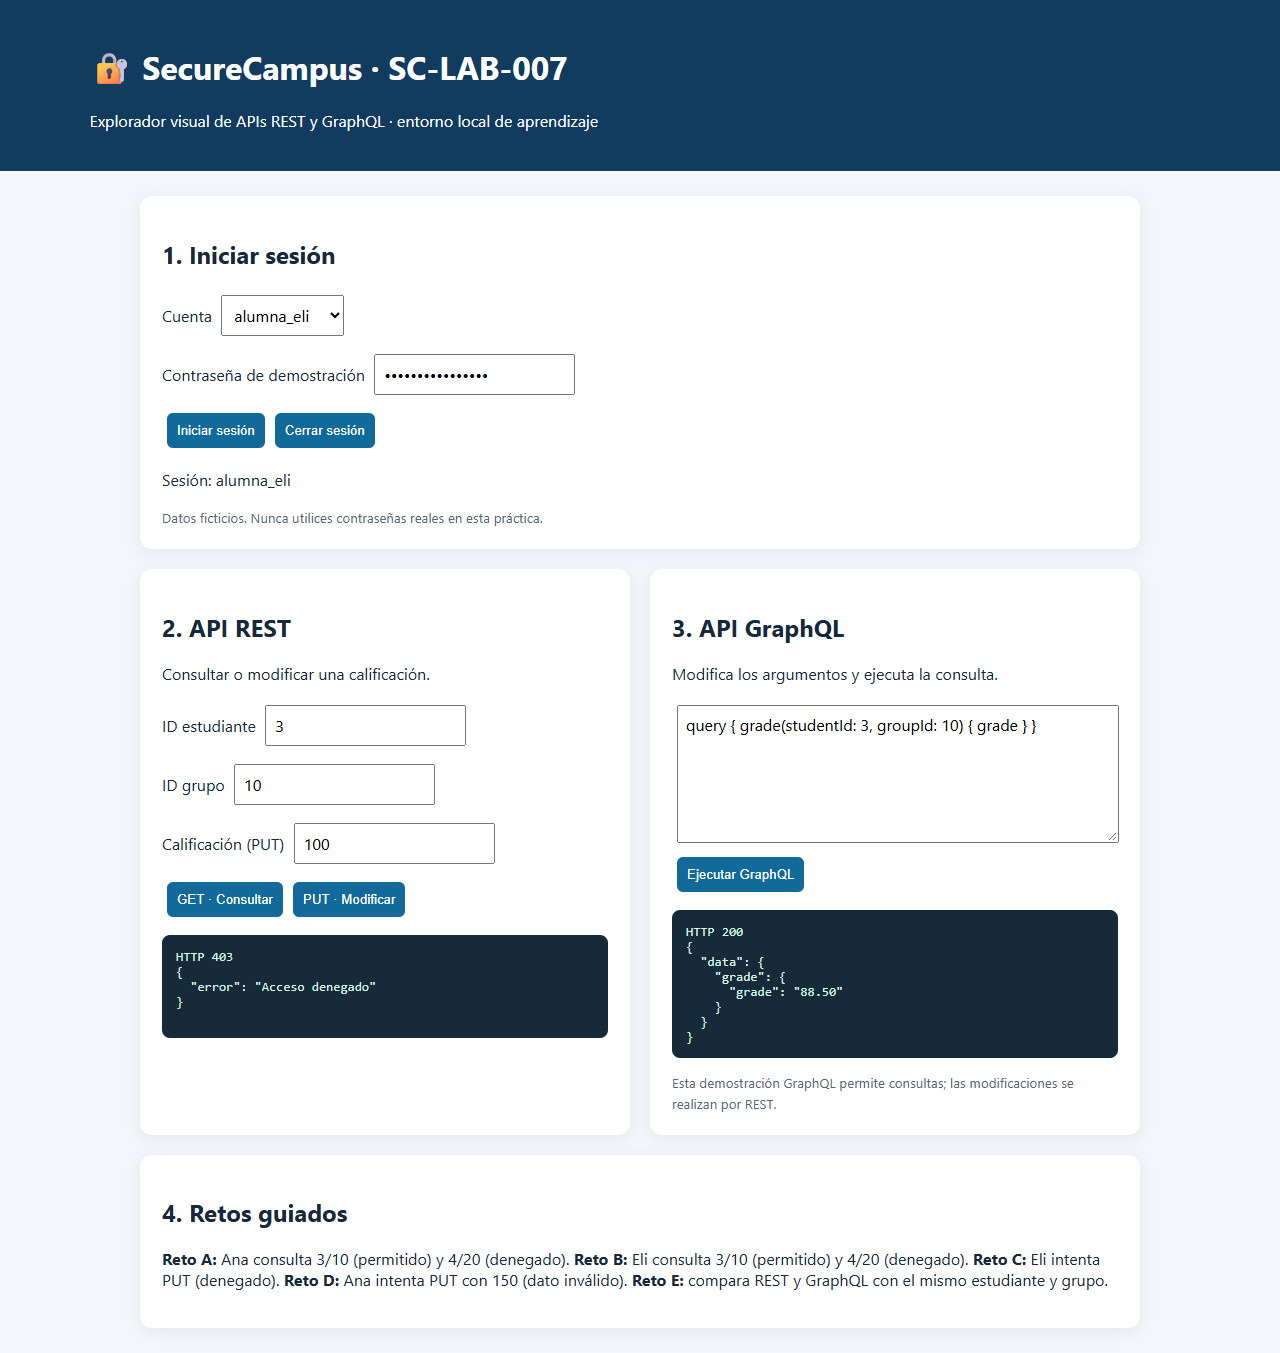 SecureCampus · SC-LAB-007
Explorador visual de APIs REST y GraphQL · entorno local de aprendizaje
1. Iniciar sesión
Cuenta alumna_eli
Contraseña de demostración ••••••••••••••••
Iniciar sesión Cerrar sesión
Sesión: alumna_eli
Datos ficticios. Nunca utilices contraseñas reales en esta práctica.
2. API REST
Consultar o modificar una calificación.
ID estudiante 3
ID grupo 10
Calificación (PUT) 100
GET · Consultar PUT · Modificar
HTTP 403
{
"error": "Acceso denegado"
}
3. API GraphQL
Modifica los argumentos y ejecuta la consulta.
query { grade(studentId: 3, groupId: 10) { grade } }
Ejecutar GraphQL
HTTP 200
{
"data": {
"grade": {
"grade": "88.50"
}
}
}
Esta demostración GraphQL permite consultas; las modificaciones se
realizan por REST.
4. Retos guiados
Reto A: Ana consulta 3/10 (permitido) y 4/20 (denegado). Reto B: Eli consulta 3/10 (permitido) y 4/20 (denegado). Reto C: Eli intenta
PUT (denegado). Reto D: Ana intenta PUT con 150 (dato inválido). Reto E: compara REST y GraphQL con el mismo estudiante y grupo.